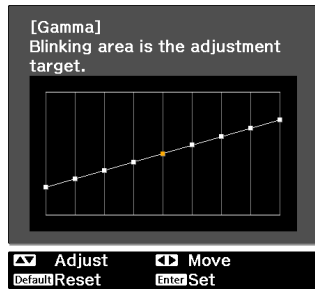 [Gamma]
Blinking area is the adjustment
target.
Adjust Move
Default Reset Enter Set